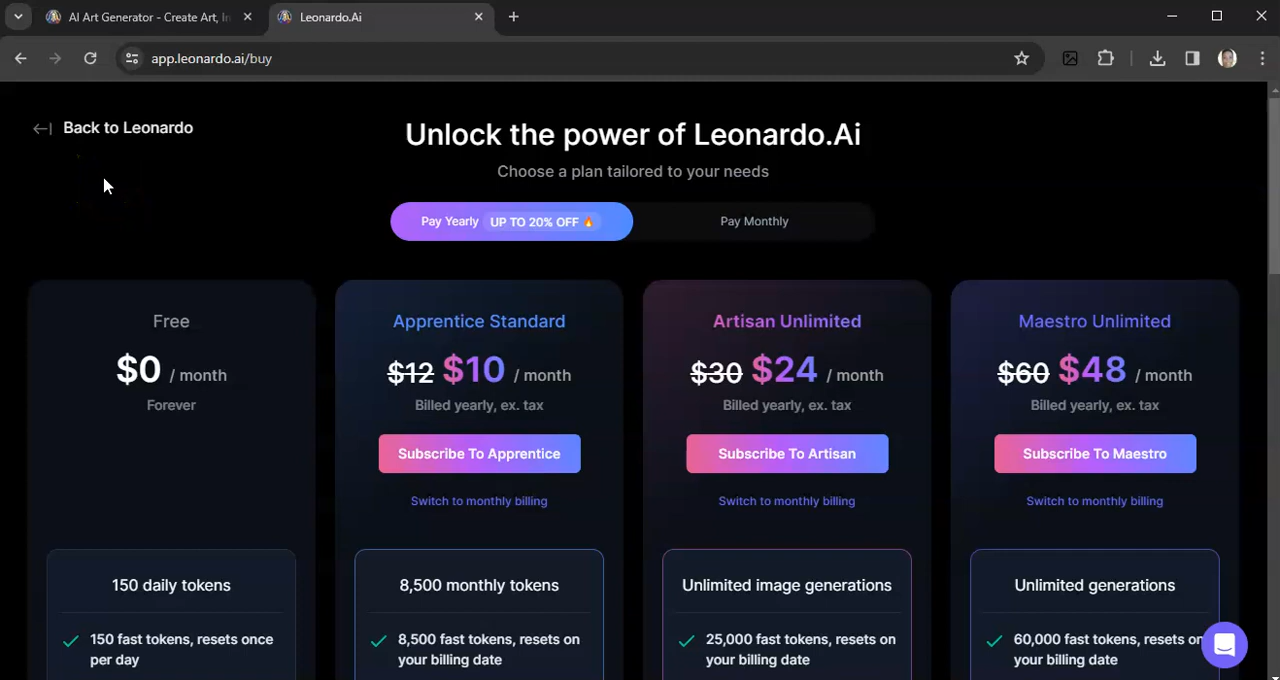 AI Art Generator - Create Art, In
Leonardo.Ai
app.leonardo.ai/buy
Back to Leonardo
Unlock the power of Leonardo.Ai
Choose a plan tailored to your needs
Pay Yearly UP TO 20% OFF 🔥
Pay Monthly
Free
$0 / month
Forever
150 daily tokens
150 fast tokens, resets once
per day
Apprentice Standard
$12 $10 / month
Billed yearly, ex. tax
Subscribe To Apprentice
Switch to monthly billing
8,500 monthly tokens
8,500 fast tokens, resets on
your billing date
Artisan Unlimited
$30 $24 / month
Billed yearly, ex. tax
Subscribe To Artisan
Switch to monthly billing
Unlimited image generations
25,000 fast tokens, resets on
your billing date
Maestro Unlimited
$60 $48 / month
Billed yearly, ex. tax
Subscribe To Maestro
Switch to monthly billing
Unlimited generations
60,000 fast tokens, resets on
your billing date